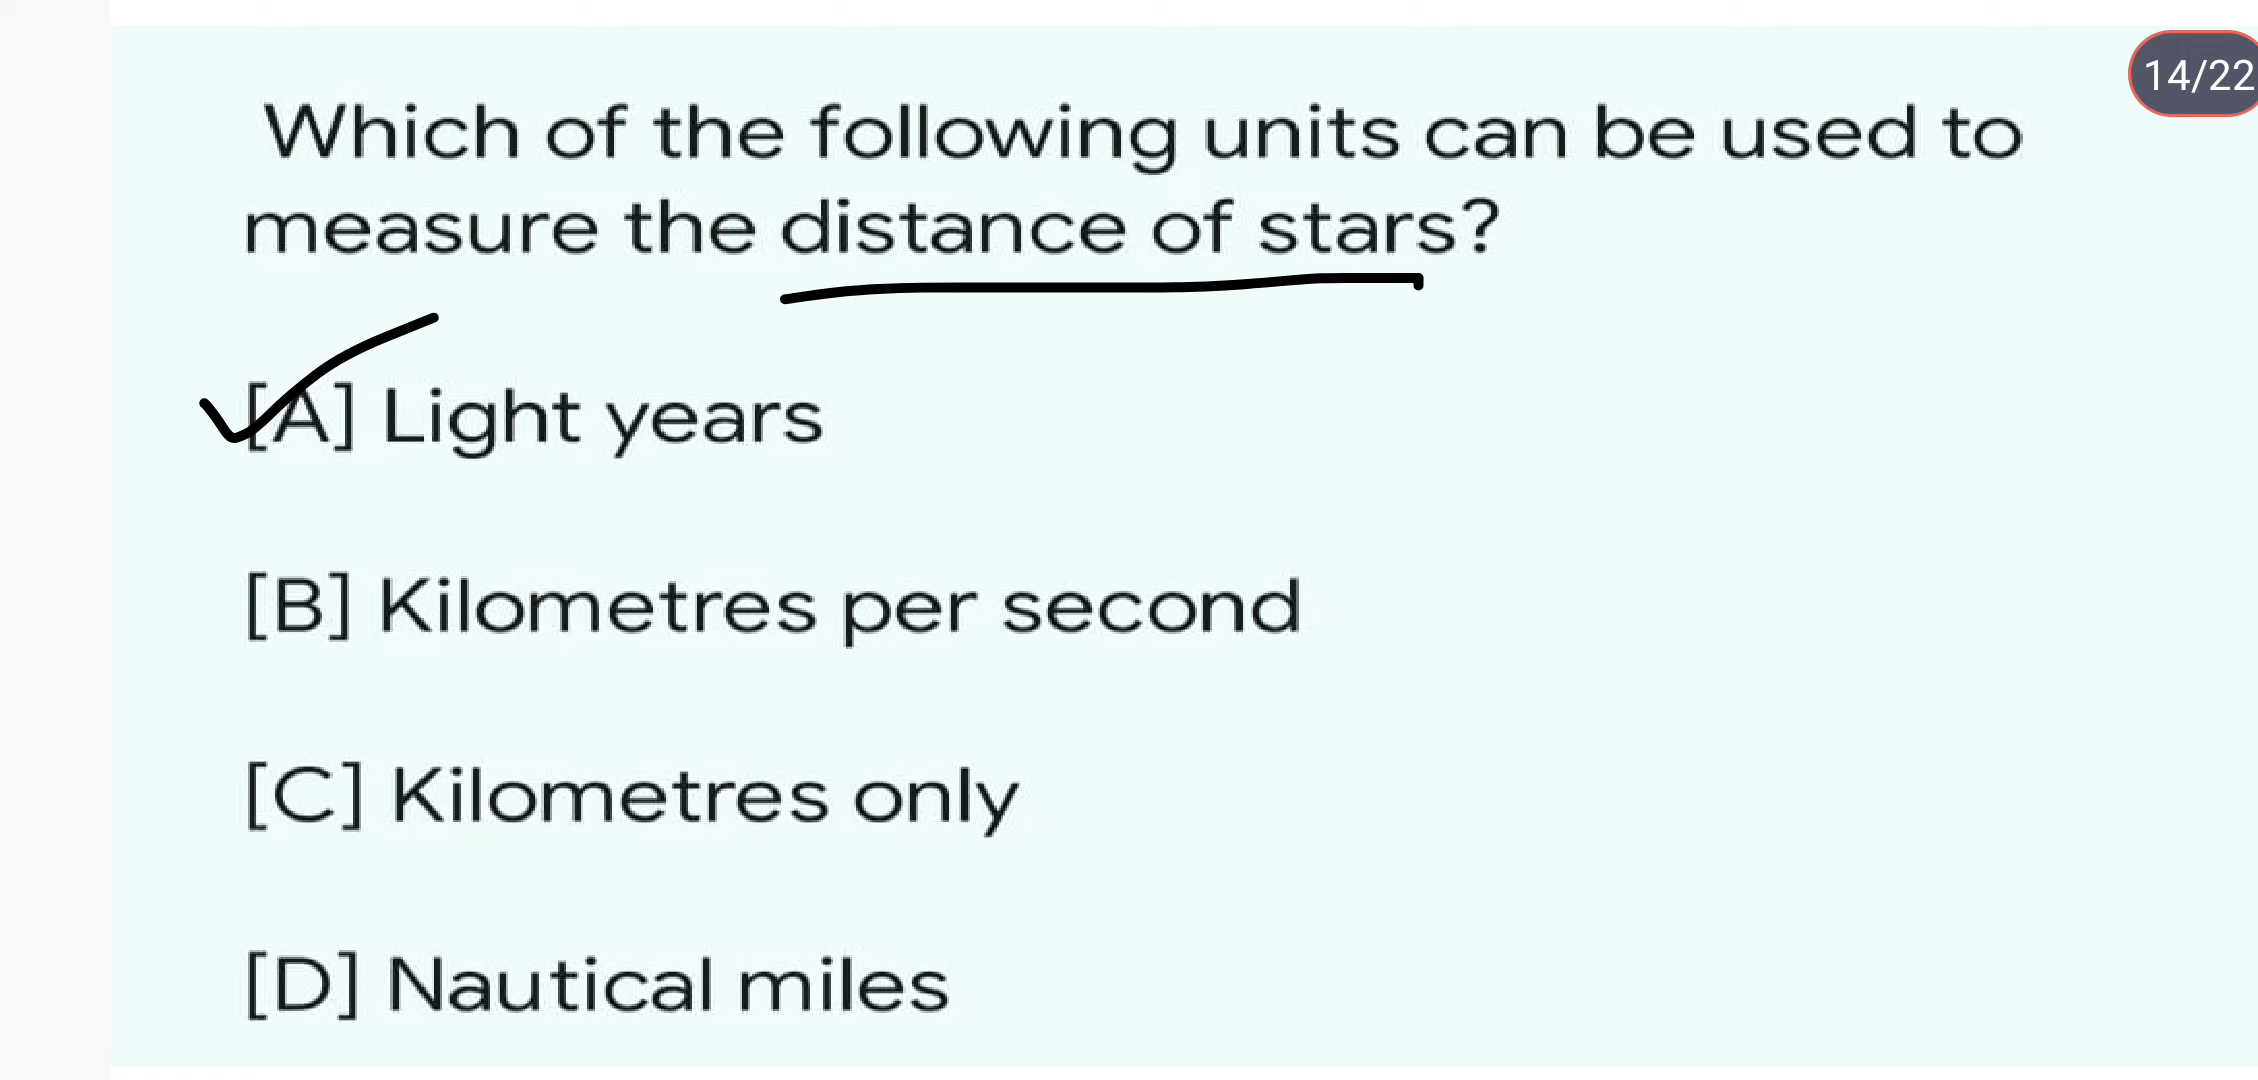 14/22
Which of the following units can be used to
measure the distance of stars?
[A] Light years
[B] Kilometres per second
[C] Kilometres only
[D] Nautical miles